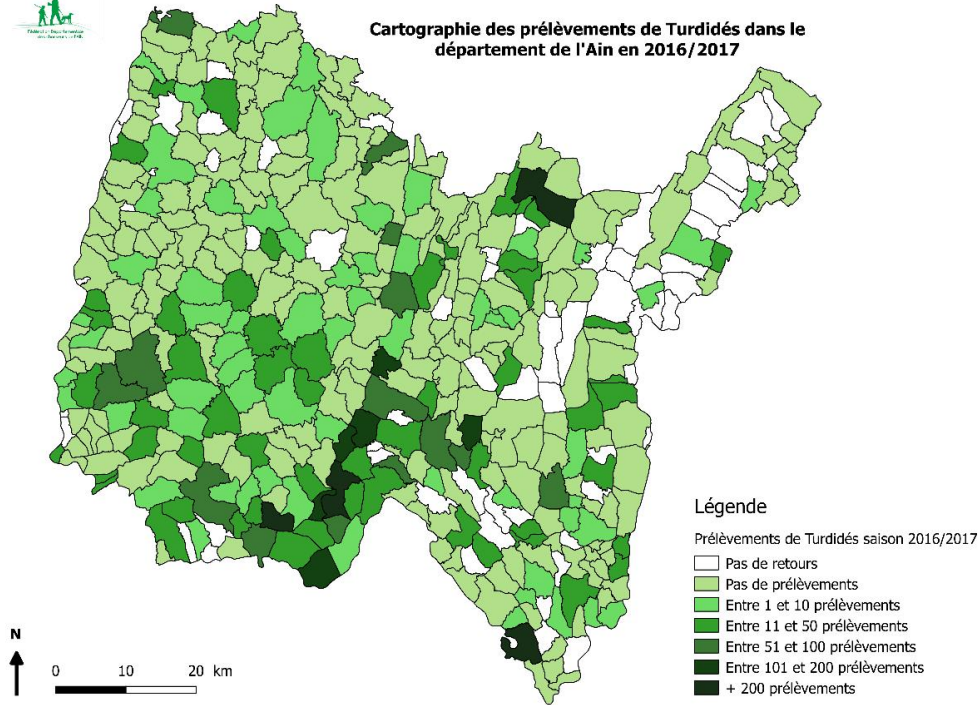 Cartographie des prélèvements de Turdidés dans le
département de l'Ain en 2016/2017
Légende
Prélèvements de Turdidés saison 2016/2017
Pas de retours
Pas de prélèvements
Entre 1 et 10 prélèvements
Entre 11 et 50 prélèvements
Entre 51 et 100 prélèvements
Entre 101 et 200 prélèvements
+ 200 prélèvements
N
0 10 20 km